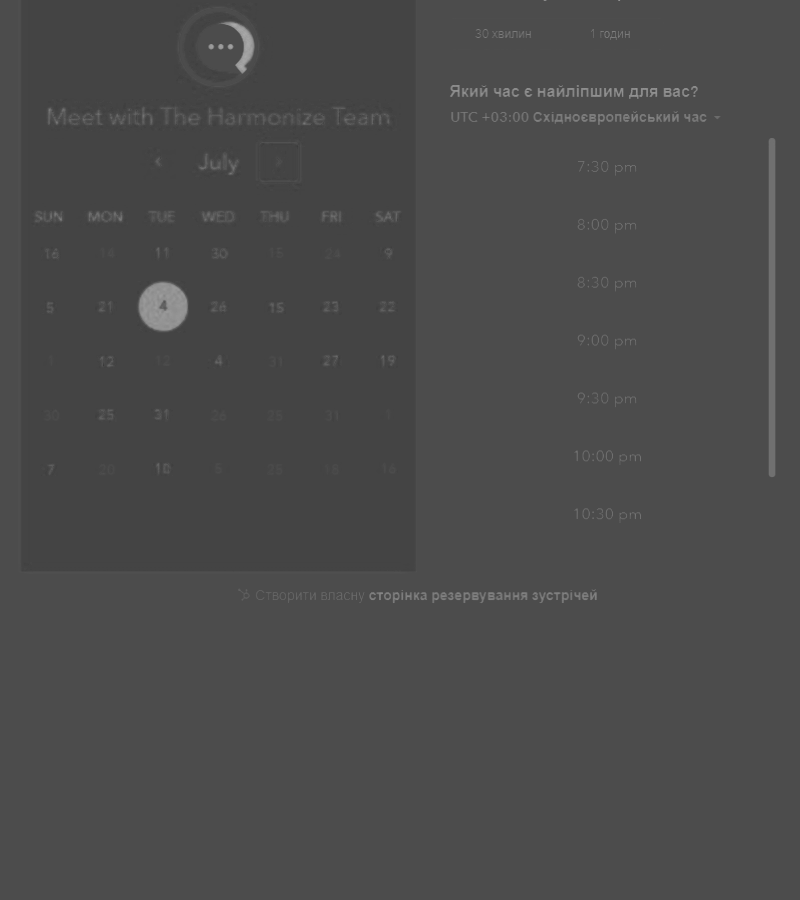 30 хвилин 1 годин
Meet with The Harmonize Team
July
SUN MON TUE WED THU FRI SAT
16 14 11 30 15 24 9
5 21 4 26 15 23 22
1 12 12 4 31 27 19
30 25 31 26 25 31
7 20 10 5 16
Який час є найліпшим для вас?
UTC +03:00 Східноєвропейський час
7:30 pm
8:00 pm
8:30 pm
9:00 pm
9:30 pm
10:00 pm
10:30 pm
Створити власну сторінка резервування зустрічей